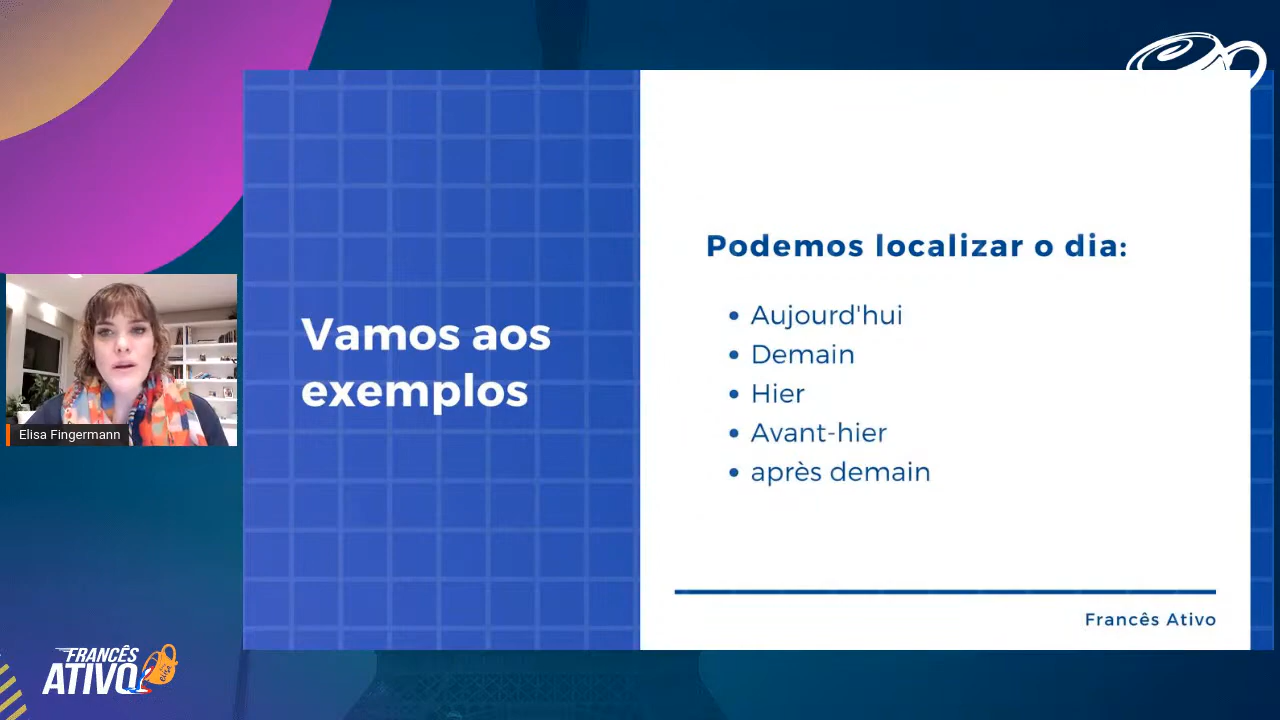 Vamos aos
exemplos
Podemos localizar o dia:
Aujourd'hui
Demain
Hier
Avant-hier
après demain
Francês Ativo
Elisa Fingermann
FRANCÊS
ATIVO